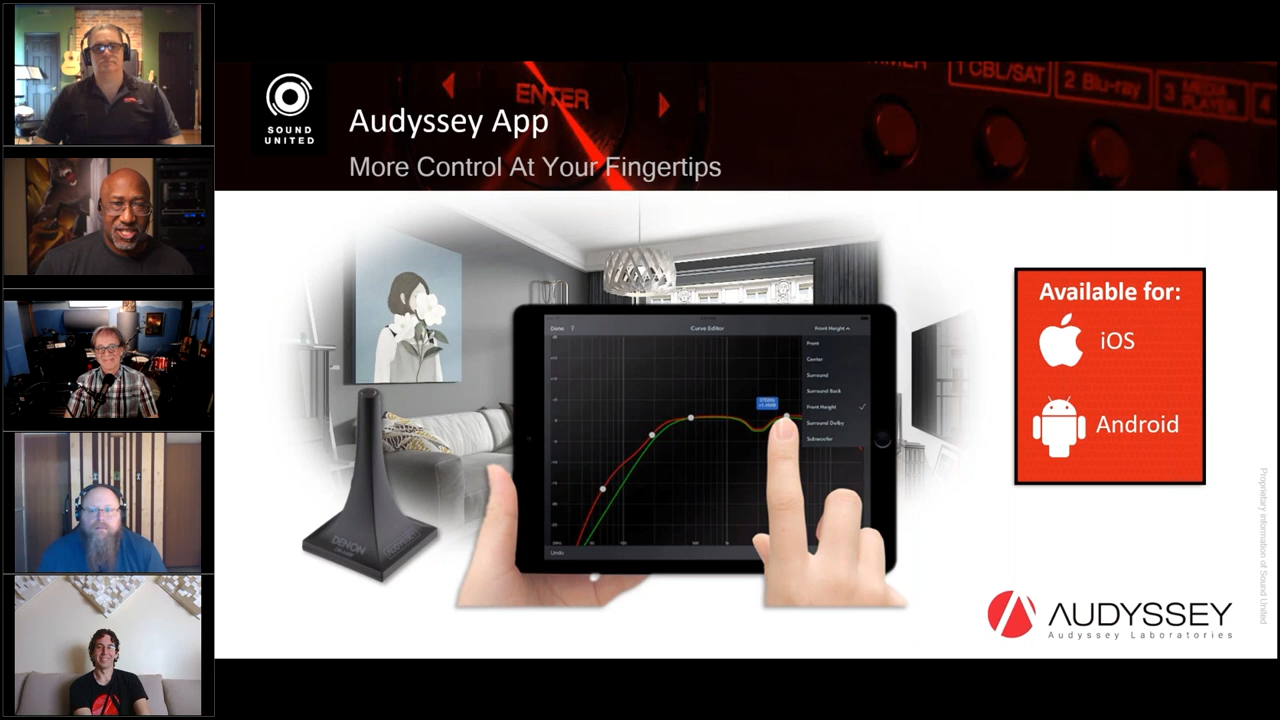 ENTER
1 CBL/SAT
2 Blu-ray
3 MEDIA PLAYER
4
SOUND
UNITED
Audyssey App
More Control At Your Fingertips
Available for:
iOS
Android
Done ?
Curve Editor
Front Height
Front
Center
Surround
Surround Back
Front Height
Surround Dolby
Subwoofer
Undo
DENON
AUDYSSEY
Audyssey Laboratories
Proprietary Information of Sound United